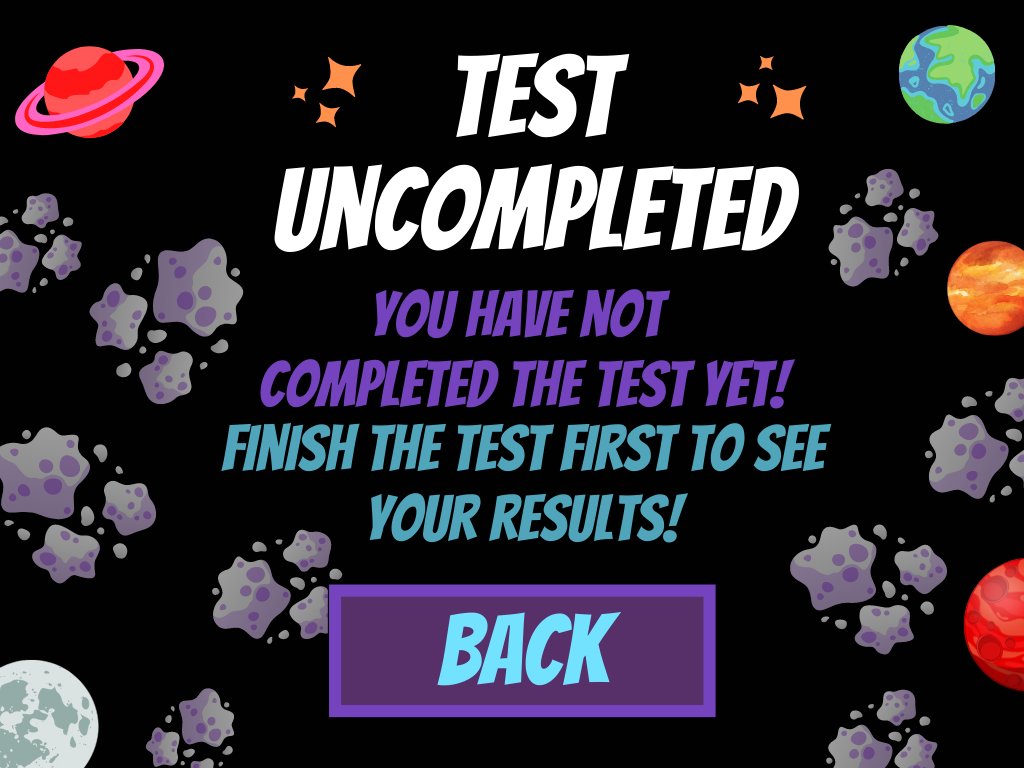 TEST
UNCOMPLETED
YOU HAVE NOT
COMPLETED THE TEST YET!
FINISH THE TEST FIRST TO SEE
YOUR RESULTS!
BACK